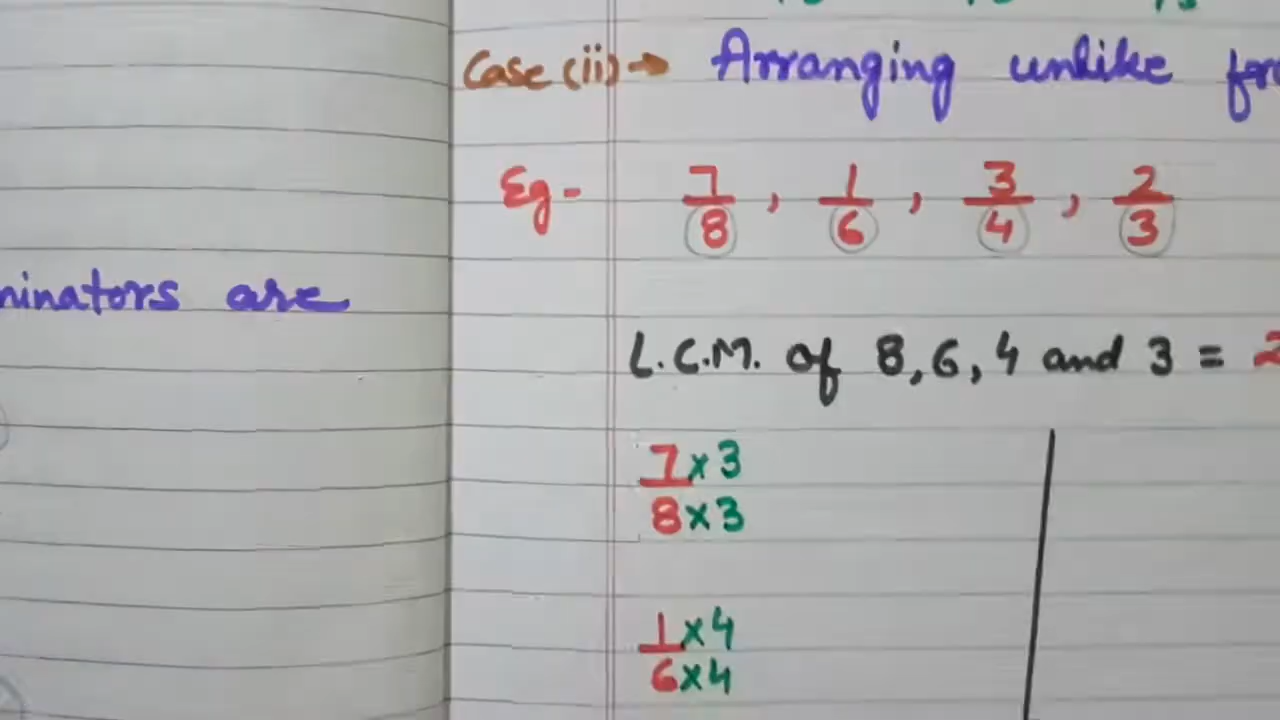 minators are
Case (ii)→ Arranging unlike
Eg- 7/8, 1/6, 3/4, 2/3
L.C.M. of 8, 6, 4 and 3 = 2
7×3
8×3
1×4
6×4